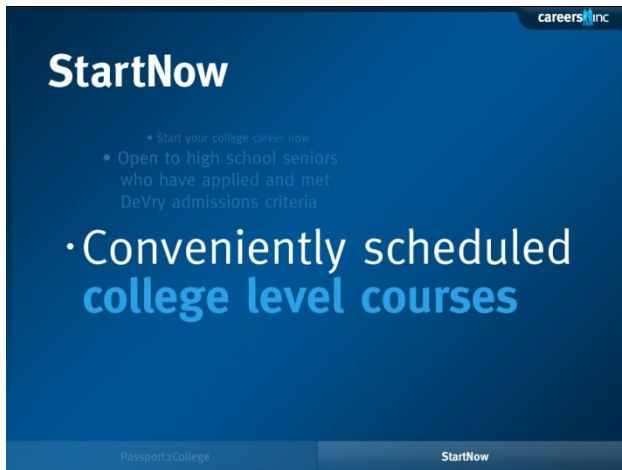 careers inc
StartNow
• Start your college career now
• Open to high school seniors
who have applied and met
DeVry admissions criteria
• Conveniently scheduled
college level courses
Passport2College
StartNow